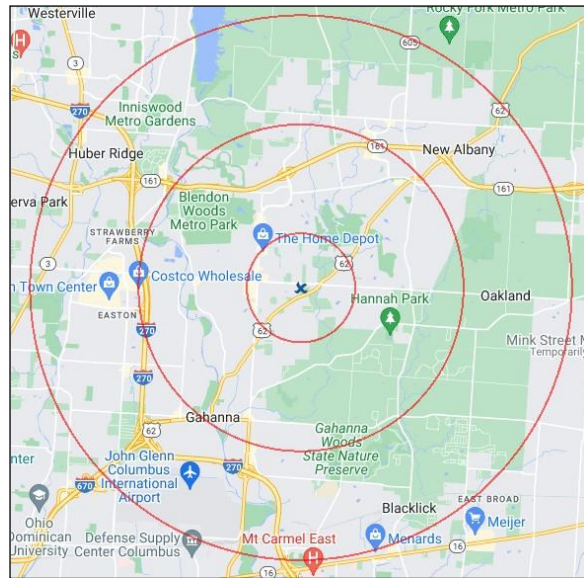 Westerville
Rocky Fork Metro Park
H
605
3
62
270
Inniswood
Metro Gardens
Huber Ridge
161
New Albany
161
161
Blendon
Woods
Metro Park
STRAWBERRY
FARMS
The Home Depot
62
3
Town Center
Costco Wholesale
EASTON
Hannah Park
Oakland
270
62
Mink Street
Temporarily
270
Gahanna
62
Gahanna
Woods
State Nature
Preserve
John Glenn
Columbus
International
Airport
270
670
Blacklick
EAST BROAD
Meijer
Ohio
Dominican
University
Defense Supply
Center Columbus
Mt Carmel East
H
Menards
16
16
16